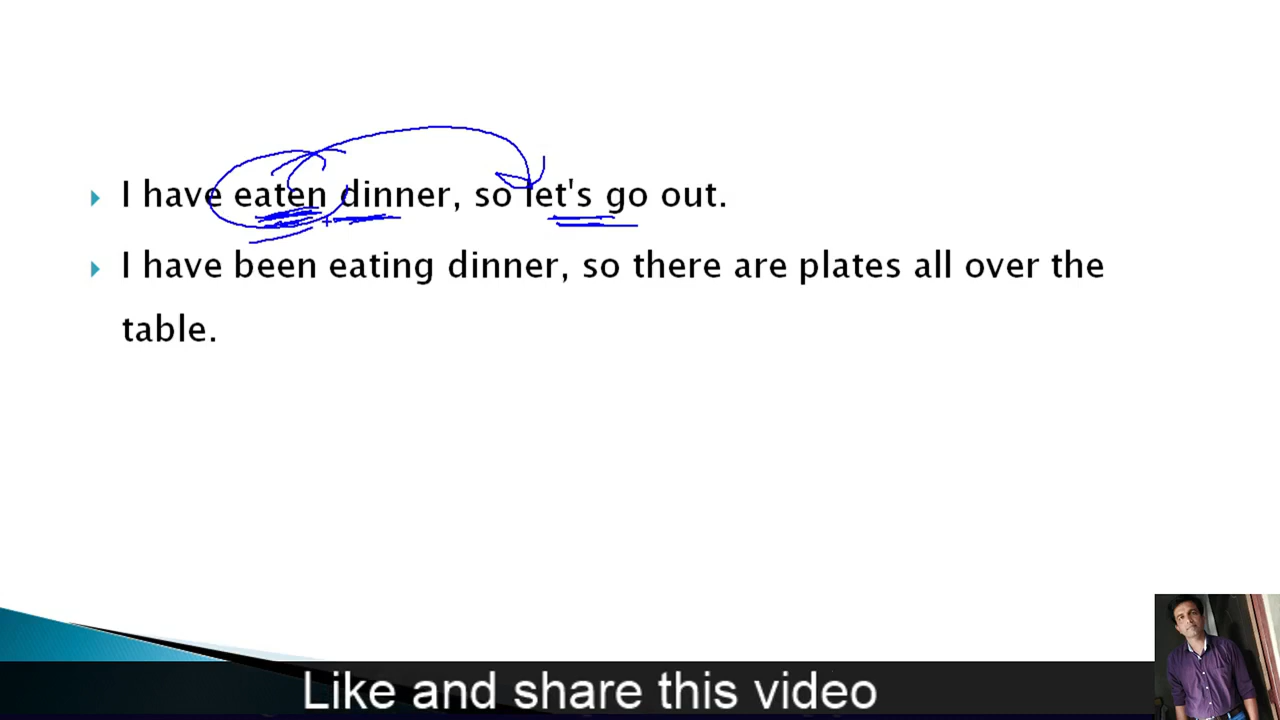 I have eaten dinner, so let's go out.
I have been eating dinner, so there are plates all over the
table.
Like and share this video